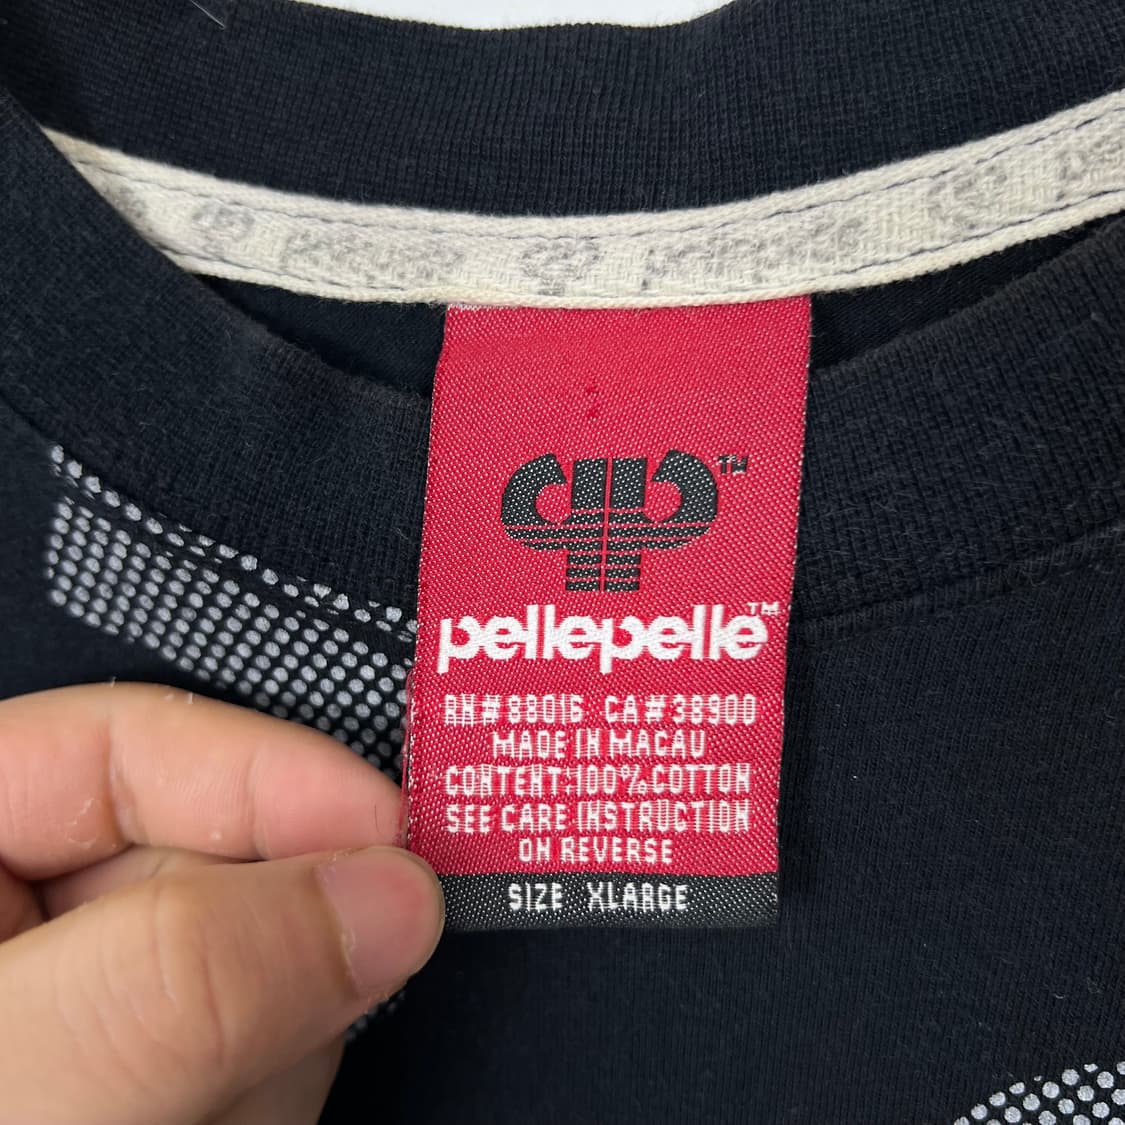 TM
pellepelle™
RN#88016 CA#38900
MADE IN MACAU
CONTENT:100%COTTON
SEE CARE INSTRUCTION
ON REVERSE
SIZE XLARGE